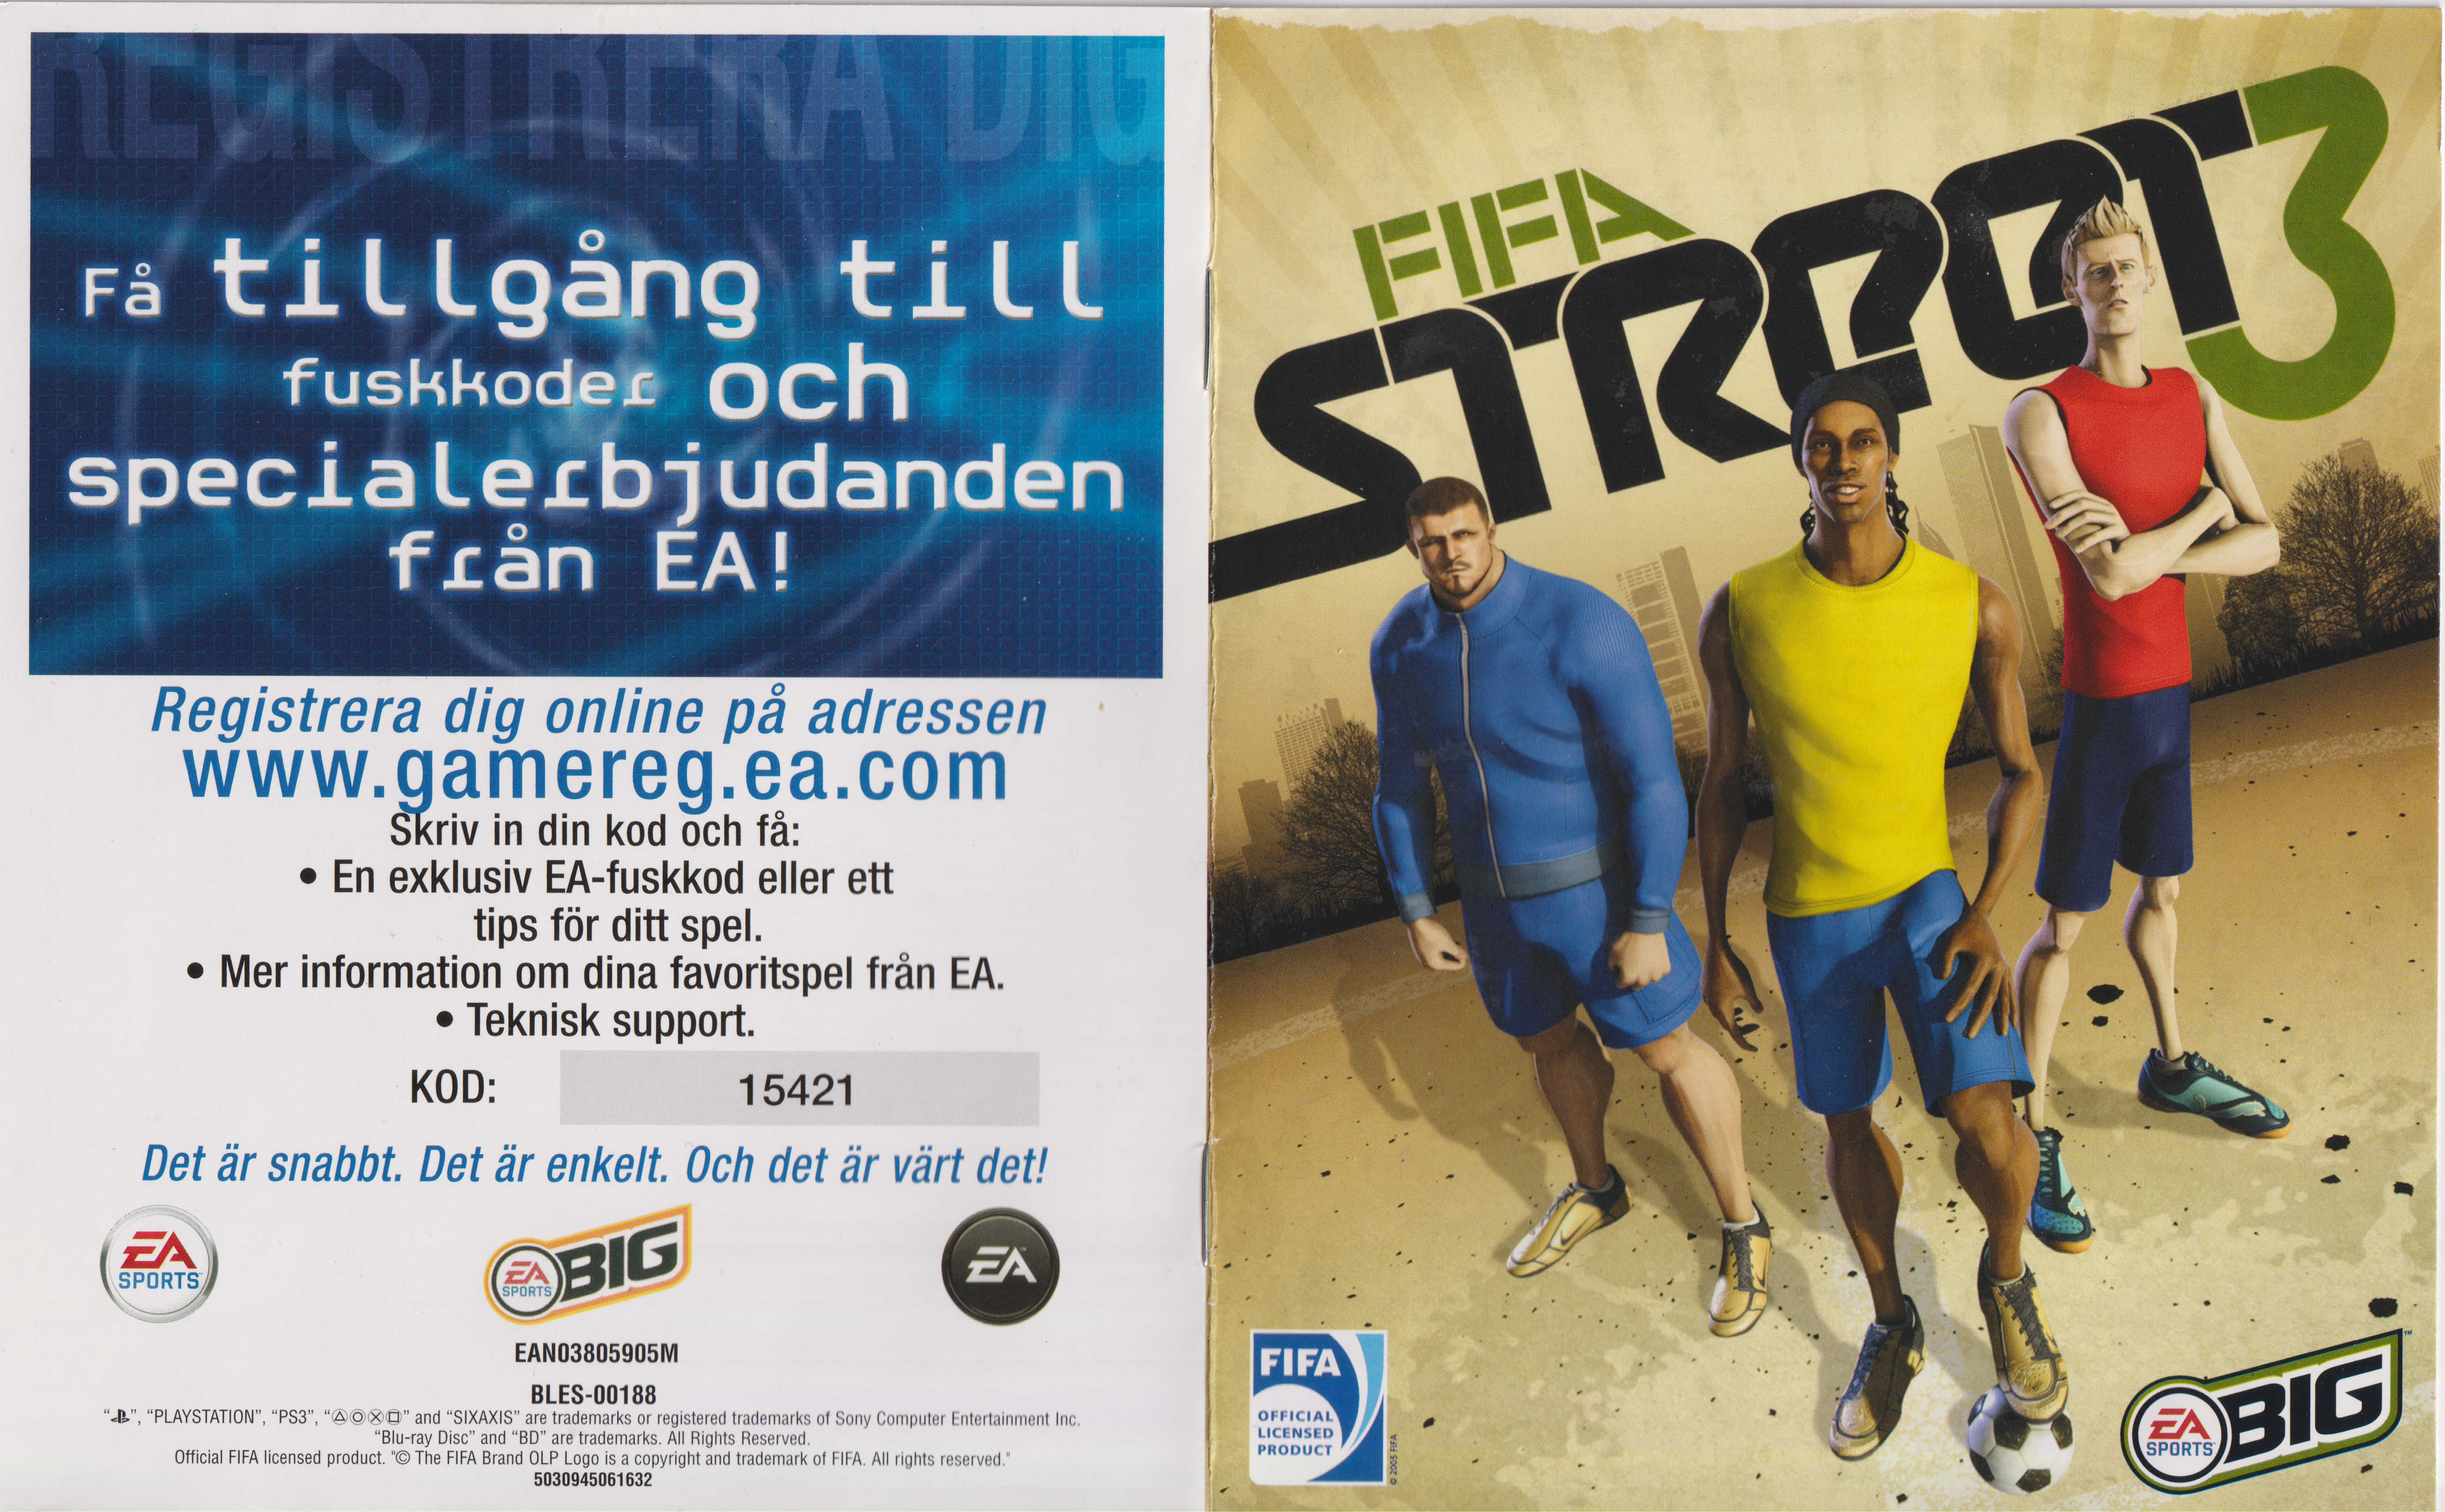 REGISTRERA DIG
Få tillgång till
fuskkoder och
specialerbjudanden
från EA!
Registrera dig online på adressen
www.gamereg.ea.com
Skriv in din kod och få:
• En exklusiv EA-fuskkod eller ett
tips för ditt spel.
• Mer information om dina favoritspel från EA.
• Teknisk support.
KOD: 15421
Det är snabbt. Det är enkelt. Och det är värt det!
EA SPORTS™
EA SPORTS BIG
EA™
EAN03805905M
BLES-00188
“PS”, “PLAYSTATION”, “PS3”, “△○✕□” and “SIXAXIS” are trademarks or registered trademarks of Sony Computer Entertainment Inc.
“Blu-ray Disc” and “BD” are trademarks. All Rights Reserved.
Official FIFA licensed product. "© The FIFA Brand OLP Logo is a copyright and trademark of FIFA. All rights reserved."
5030945061632
FIFA
STREET 3
FIFA
OFFICIAL
LICENSED
PRODUCT
© 2005 FIFA
EA SPORTS™ BIG™